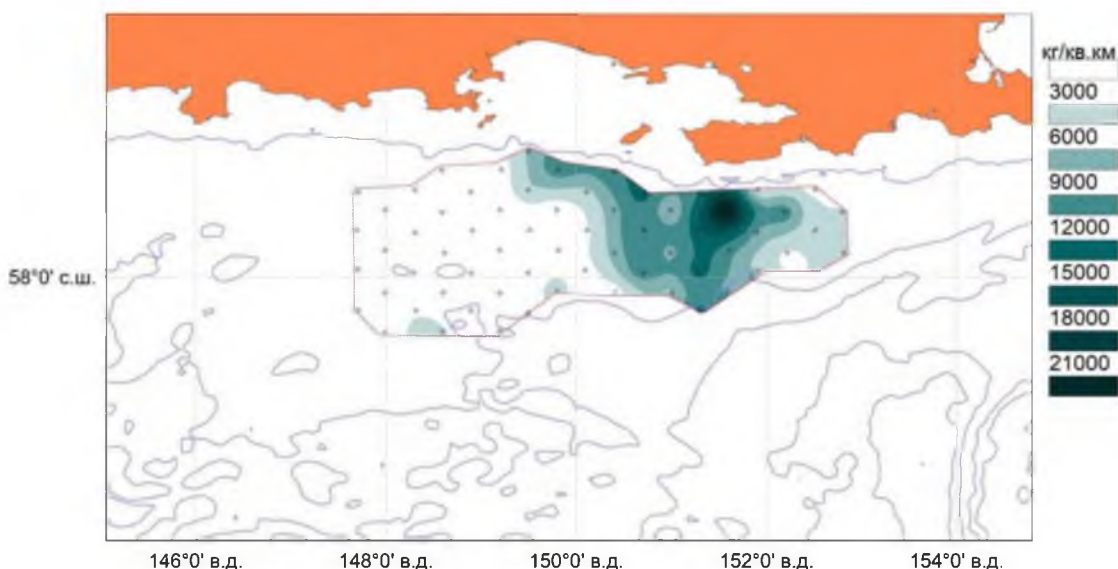 кг/кв.км
3000
6000
9000
12000
15000
18000
21000
58°0' с.ш.
146°0' в.д.
148°0' в.д.
150°0' в.д.
152°0' в.д.
154°0' в.д.